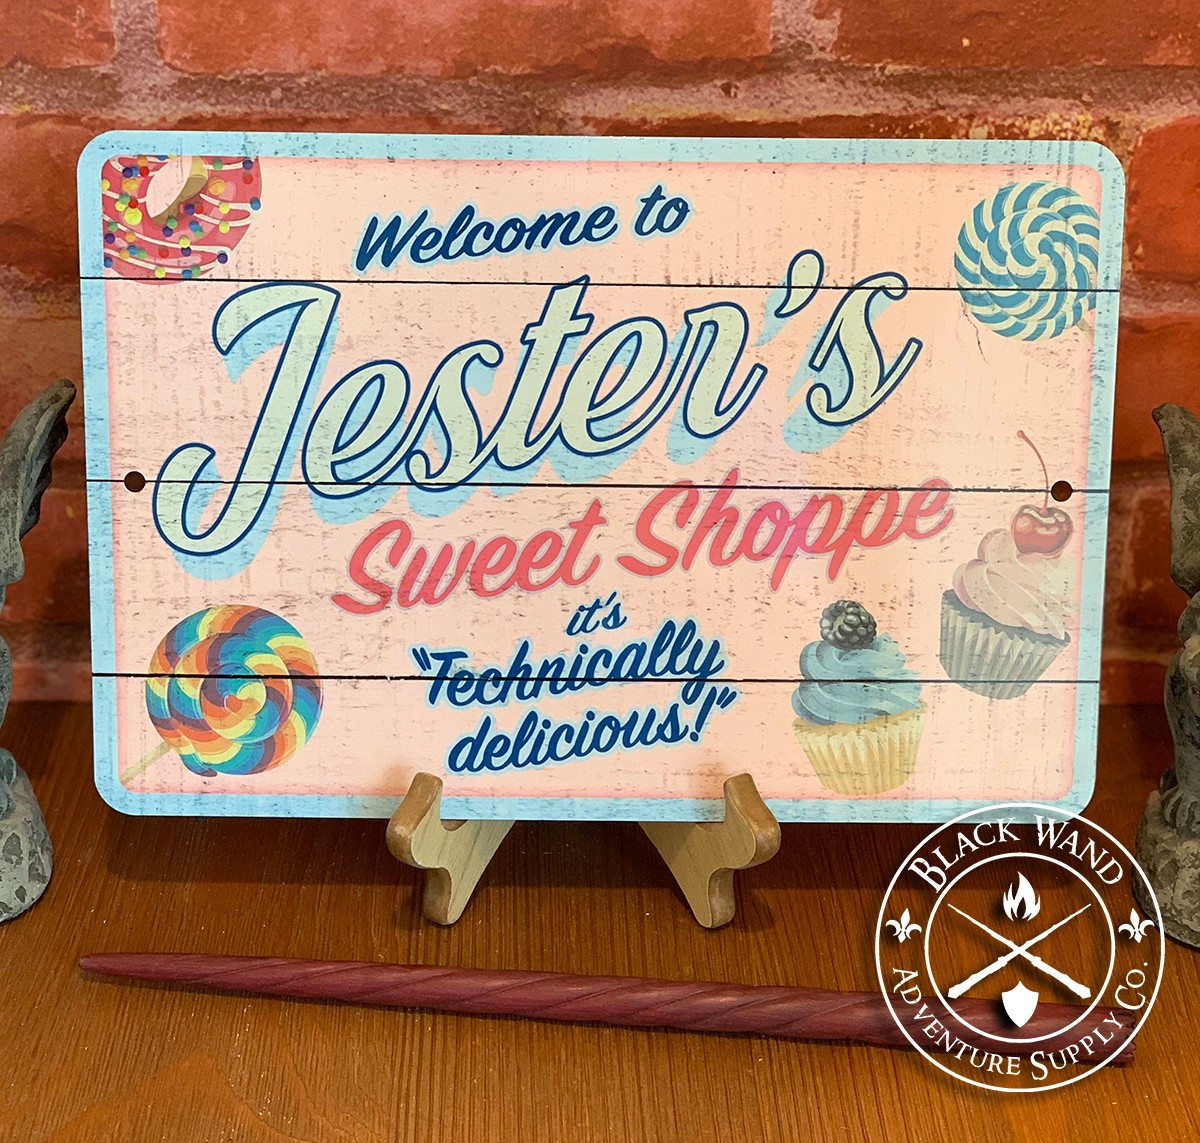 Welcome to
Jester's
Sweet Shoppe
it's
"Technically
delicious!"
BLACK WAND
ADVENTURE SUPPLY CO.